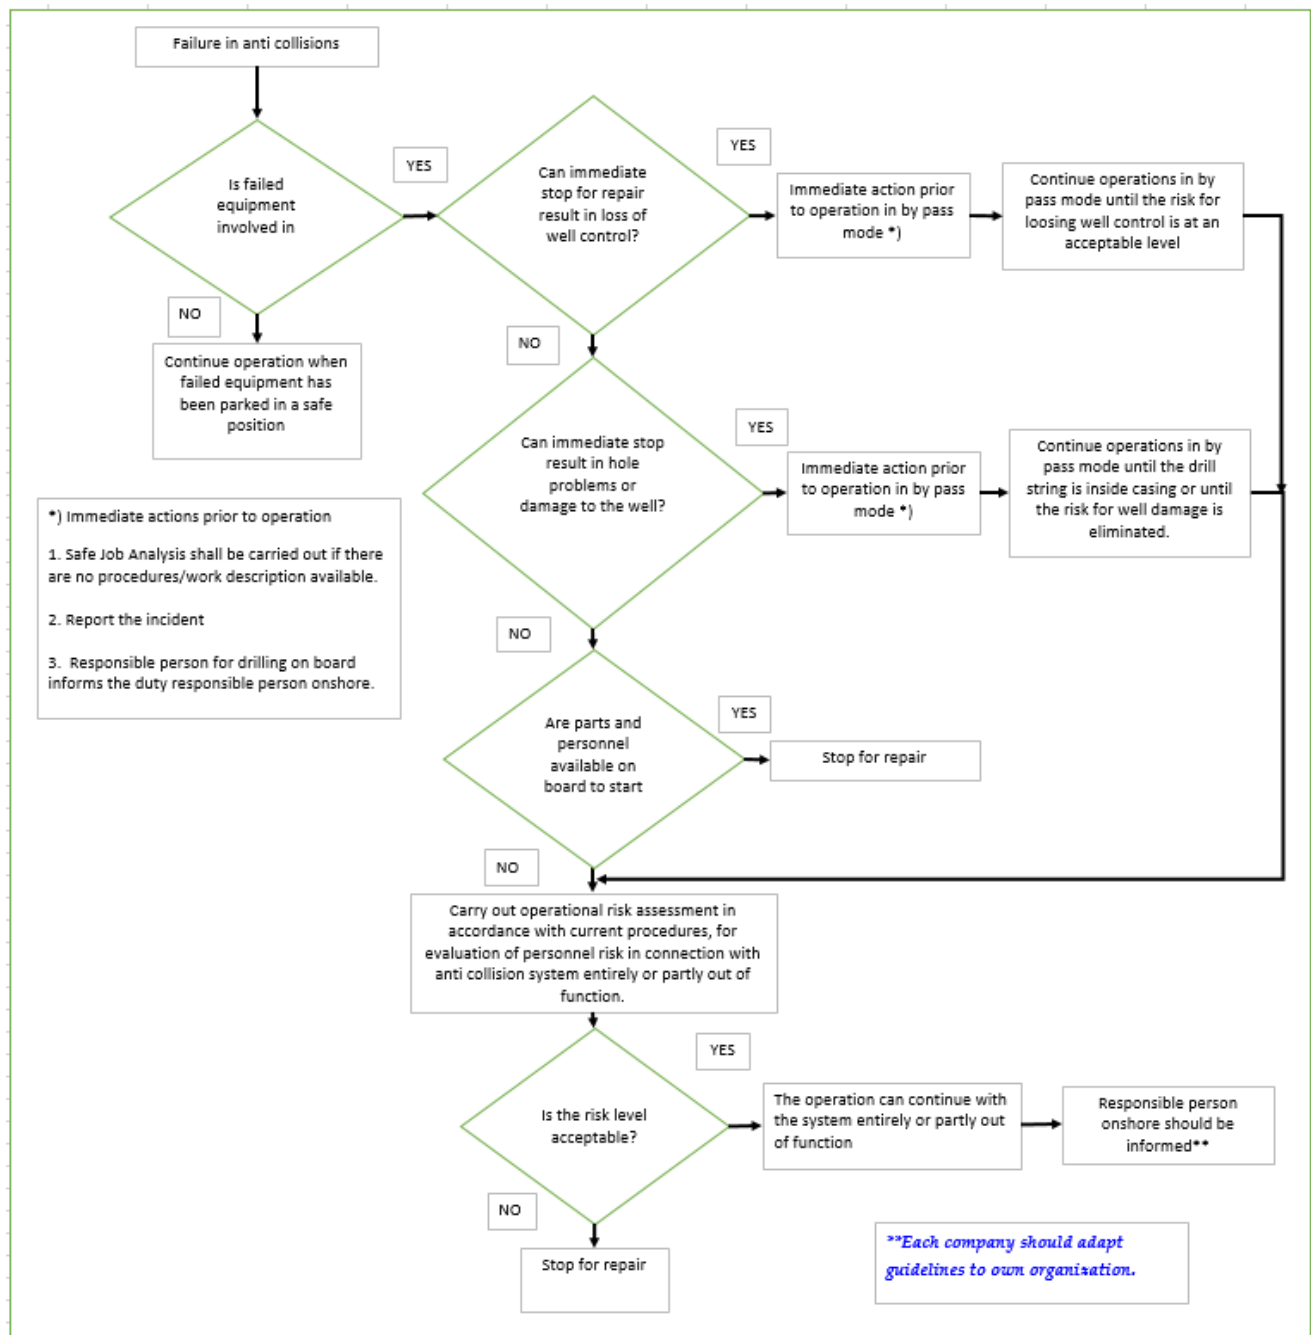 Failure in anti collisions
Is failed
equipment
involved in
YES
Can immediate
stop for repair
result in loss of
well control?
YES
Immediate action prior
to operation in by pass
mode *)
Continue operations in by
pass mode until the risk for
loosing well control is at an
acceptable level
NO
Continue operation when
failed equipment has
been parked in a safe
position
NO
Can immediate stop
result in hole
problems or
damage to the well?
YES
Immediate action prior
to operation in by pass
mode *)
Continue operations in by
pass mode until the drill
string is inside casing or until
the risk for well damage is
eliminated.
*) Immediate actions prior to operation
1. Safe Job Analysis shall be carried out if there
are no procedures/work description available.
2. Report the incident
3.  Responsible person for drilling on board
informs the duty responsible person onshore.
NO
Are parts and
personnel
available on
board to start
YES
Stop for repair
NO
Carry out operational risk assessment in
accordance with current procedures, for
evaluation of personnel risk in connection with
anti collision system entirely or partly out of
function.
Is the risk level
acceptable?
YES
The operation can continue with
the system entirely or partly out
of function
Responsible person
onshore should be
informed**
NO
Stop for repair
**Each company should adapt
guidelines to own organization.